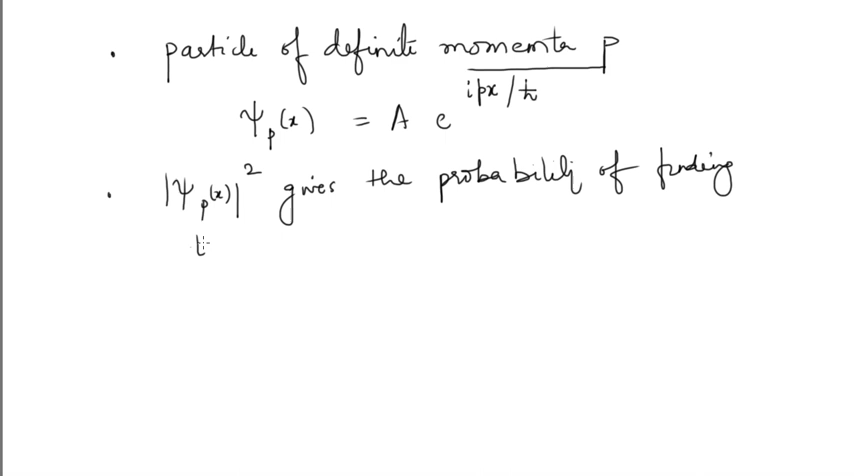 . particle of definite momenta p
ψ_p(x) = A e^{ipx/ħ}
. |ψ_p(x)|² gives the probability of finding
t